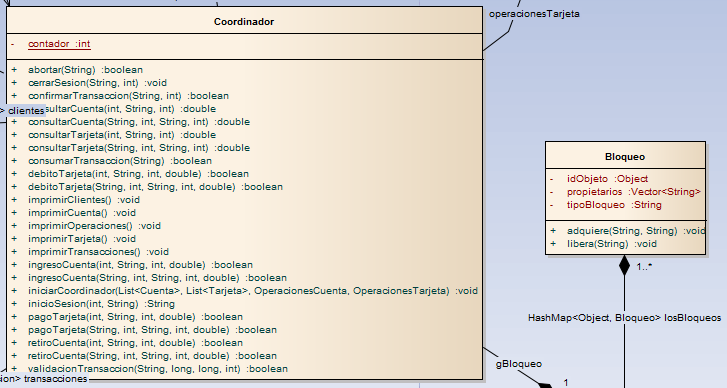 operacionesTarjeta
Coordinador
- contador :int
+ abortar(String) :boolean
+ cerrarSesion(String, int) :void
+ confirmarTransaccion(String, int) :boolean
> clientes
sultarCuenta(int, String, int) :double
+ consultarCuenta(String, int, String, int) :double
+ consultarTarjeta(int, String, int) :double
+ consultarTarjeta(String, int, String, int) :double
+ consumarTransaccion(String) :boolean
+ debitoTarjeta(int, String, int, double) :boolean
+ debitoTarjeta(String, int, String, int, double) :boolean
+ imprimirClientes() :void
+ imprimirCuenta() :void
+ imprimirOperaciones() :void
+ imprimirTarjeta() :void
+ imprimirTransacciones() :void
+ ingresoCuenta(int, String, int, double) :boolean
+ ingresoCuenta(String, int, String, int, double) :boolean
+ iniciarCoordinador(List<Cuenta>, List<Tarjeta>, OperacionesCuenta, OperacionesTarjeta) :void
+ inicioSesion(int, String) :String
+ pagoTarjeta(int, String, int, double) :boolean
+ pagoTarjeta(String, int, String, int, double) :boolean
+ retiroCuenta(int, String, int, double) :boolean
+ retiroCuenta(String, int, String, int, double) :boolean
+ validacionTransaccion(String, long, long, int) :boolean
cion> transacciones
Bloqueo
- idObjeto :Object
- propietarios :Vector<String>
- tipoBloqueo :String
+ adquiere(String, String) :void
+ libera(String) :void
1..*
HashMap<Object, Bloqueo> losBloqueos
gBloqueo
1